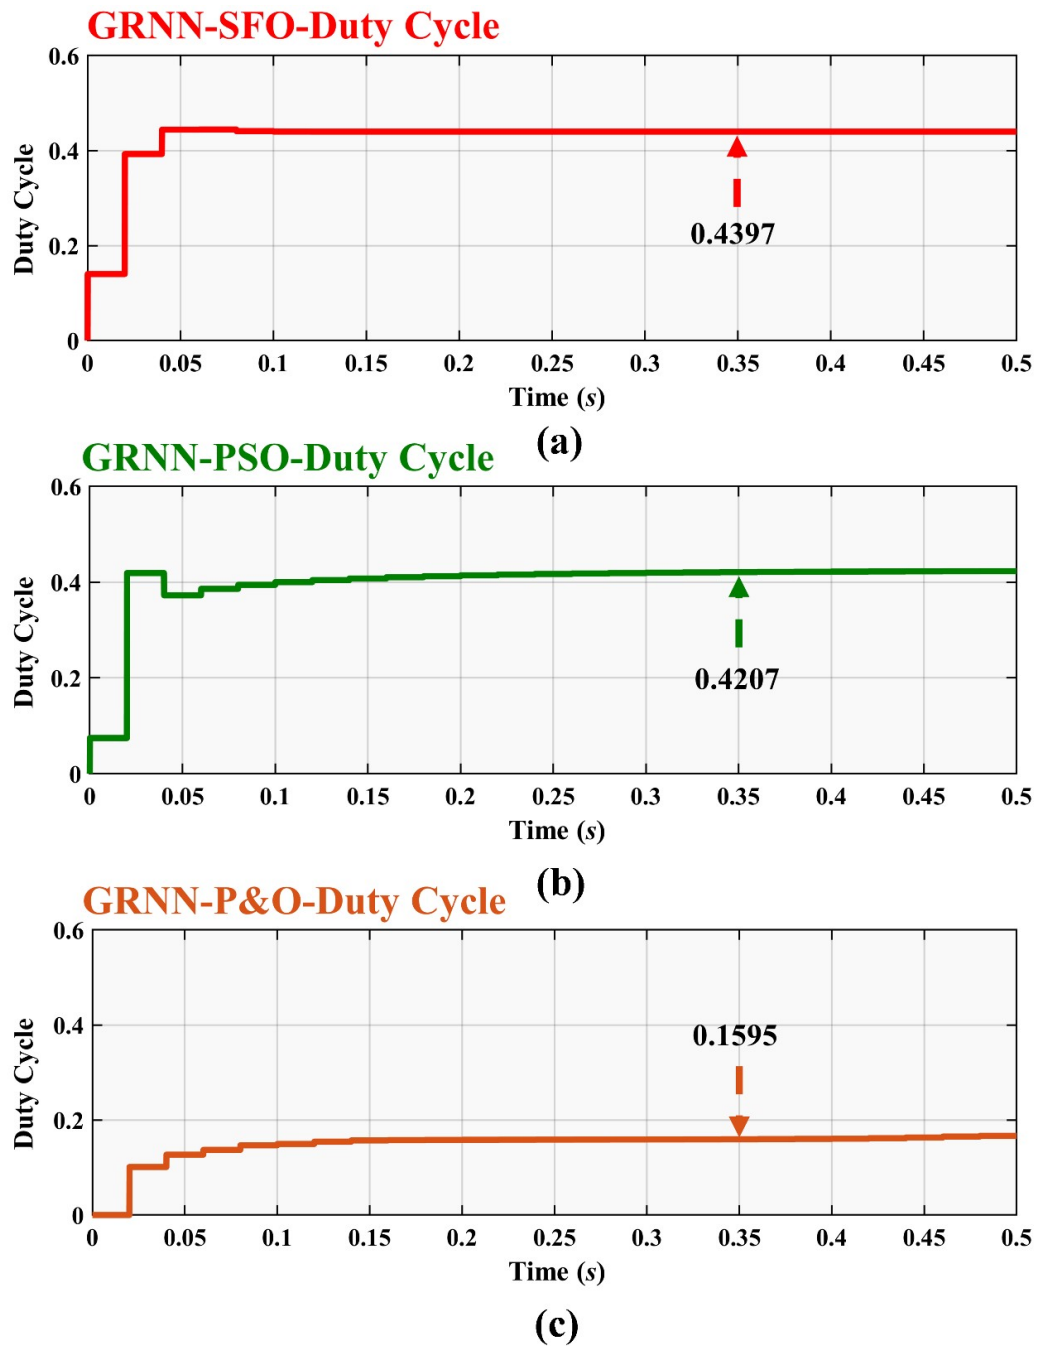 GRNN-SFO-Duty Cycle
0.6
0.4
0.2
0
Duty Cycle
0.4397
0 0.05 0.1 0.15 0.2 0.25 0.3 0.35 0.4 0.45 0.5
Time (s)
(a)
GRNN-PSO-Duty Cycle
0.6
0.4
0.2
0
Duty Cycle
0.4207
0 0.05 0.1 0.15 0.2 0.25 0.3 0.35 0.4 0.45 0.5
Time (s)
(b)
GRNN-P&O-Duty Cycle
0.6
0.4
0.2
0
Duty Cycle
0.1595
0 0.05 0.1 0.15 0.2 0.25 0.3 0.35 0.4 0.45 0.5
Time (s)
(c)